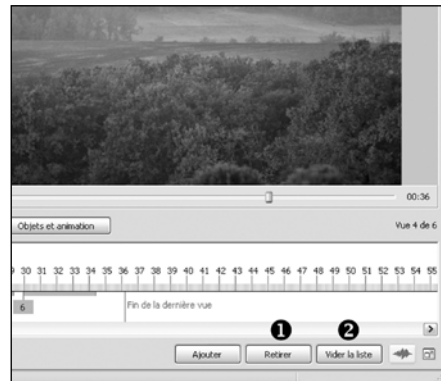 00:36
Objets et animation Vue 4 de 6
30 31 32 33 34 35 36 37 38 39 40 41 42 43 44 45 46 47 48 49 50 51 52 53 54 55
6 Fin de la dernière vue
❶ ❷
Ajouter Retirer Vider la liste